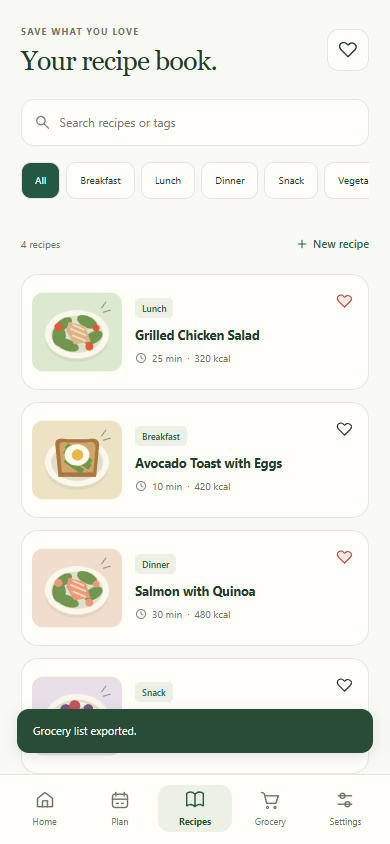 SAVE WHAT YOU LOVE
Your recipe book.
Search recipes or tags
All
Breakfast
Lunch
Dinner
Snack
Vegeta
4 recipes
+ New recipe
Lunch
Grilled Chicken Salad
25 min · 320 kcal
Breakfast
Avocado Toast with Eggs
10 min · 420 kcal
Dinner
Salmon with Quinoa
30 min · 480 kcal
Snack
Grocery list exported.
Home
Plan
Recipes
Grocery
Settings